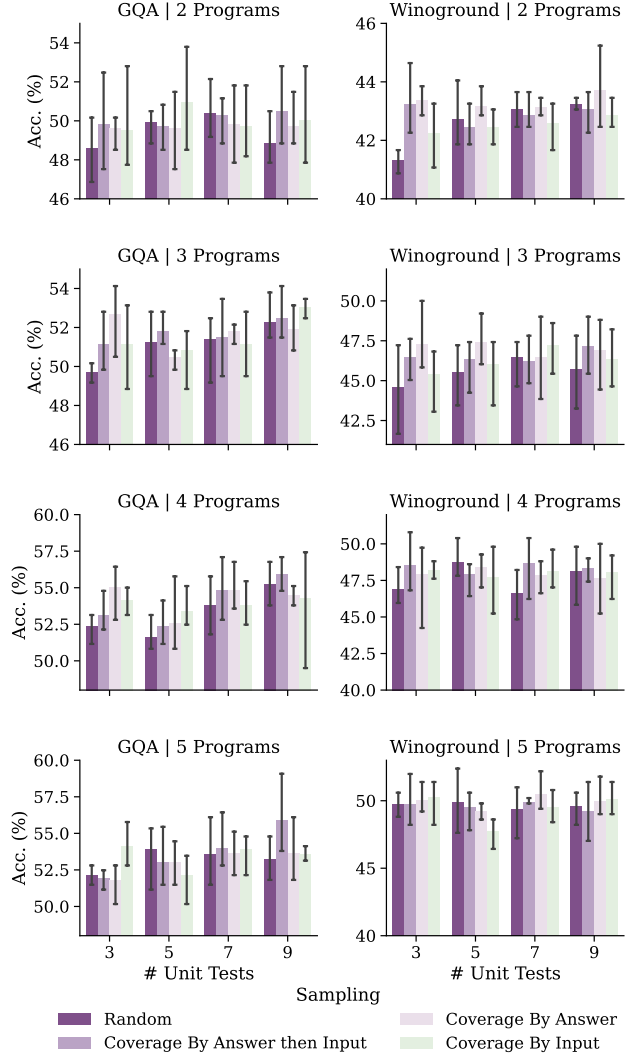 GQA | 2 Programs
Winoground | 2 Programs
Acc. (%)
54
52
50
48
46
46
44
42
40
GQA | 3 Programs
Winoground | 3 Programs
Acc. (%)
54
52
50
48
46
50.0
47.5
45.0
42.5
GQA | 4 Programs
Winoground | 4 Programs
Acc. (%)
60.0
57.5
55.0
52.5
50.0
50.0
47.5
45.0
42.5
40.0
GQA | 5 Programs
Winoground | 5 Programs
Acc. (%)
60.0
57.5
55.0
52.5
50.0
50
45
40
3 5 7 9
3 5 7 9
# Unit Tests
# Unit Tests
Sampling
Random
Coverage By Answer
Coverage By Answer then Input
Coverage By Input